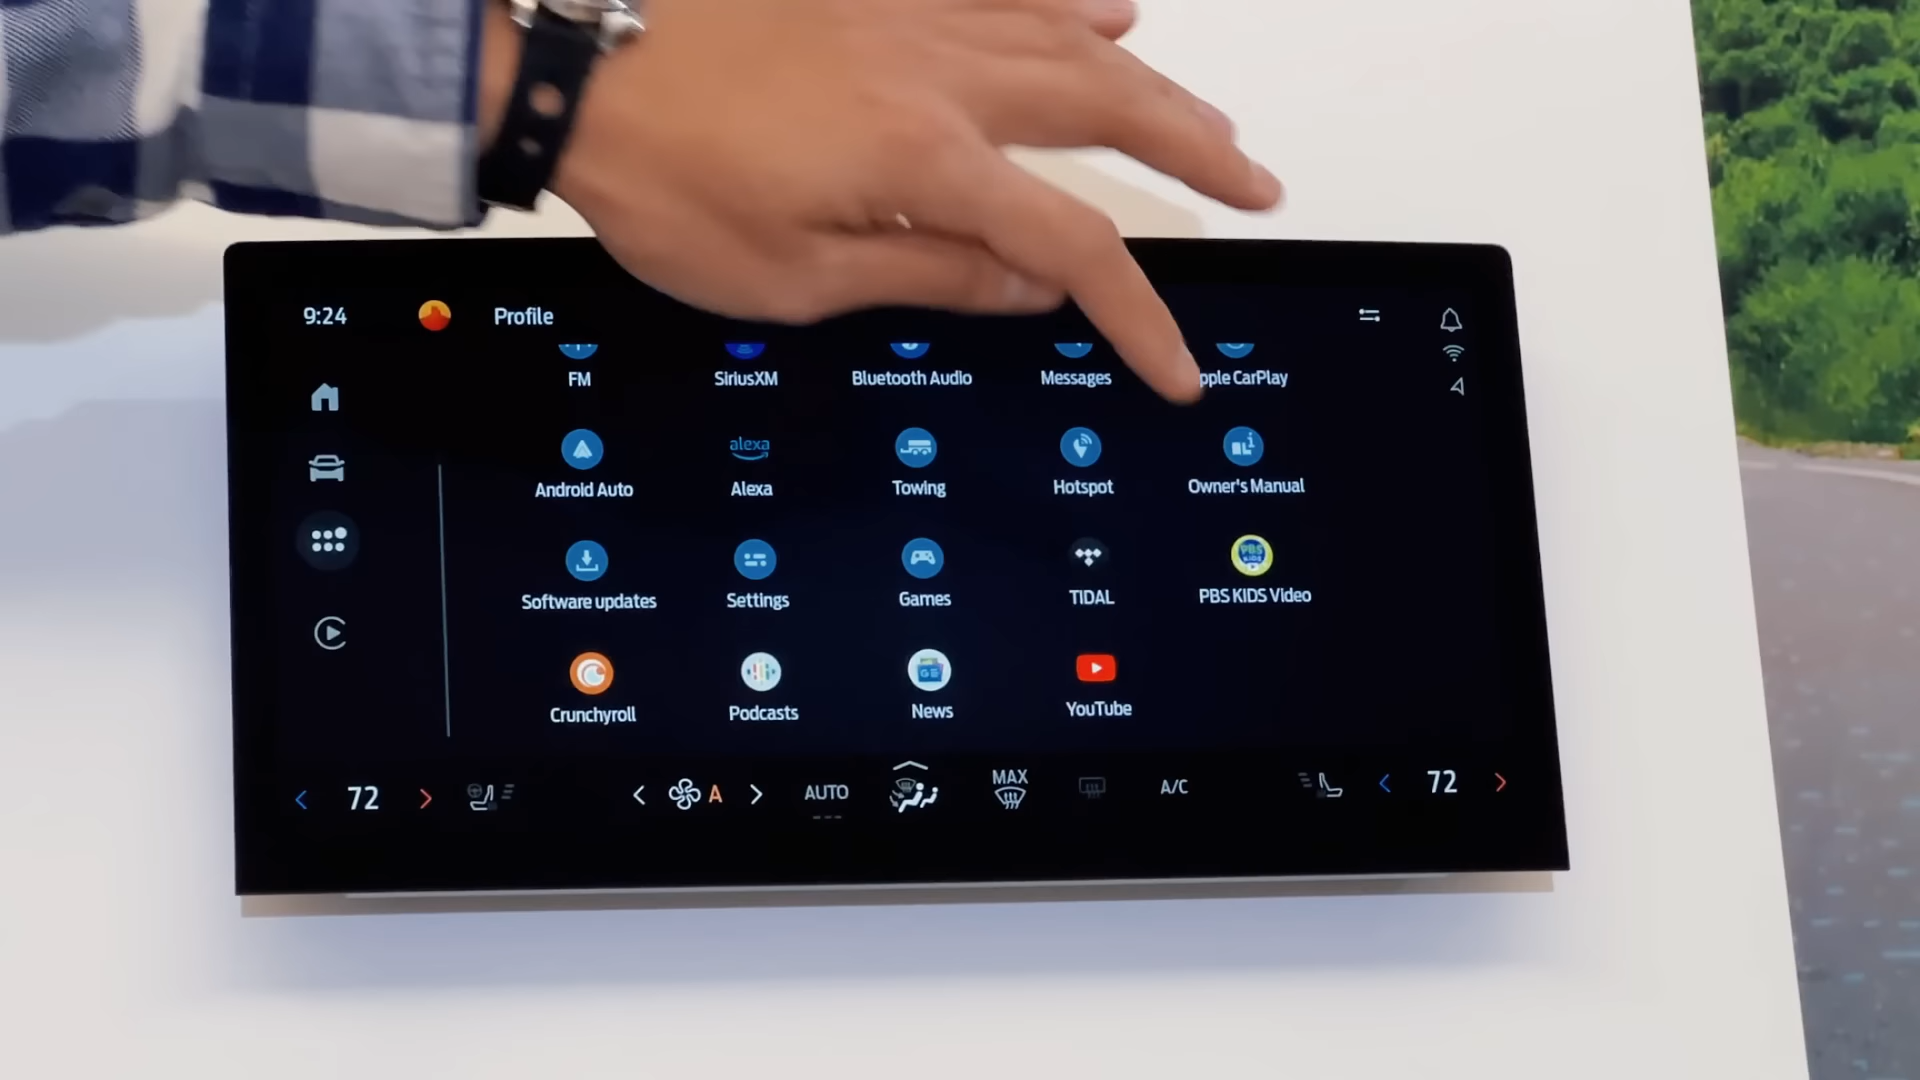 9:24 Profile
FM SiriusXM Bluetooth Audio Messages pple CarPlay
alexa
Android Auto Alexa Towing Hotspot Owner's Manual
PBS
KIDS
Software updates Settings Games TIDAL PBS KIDS Video
GE
Crunchyroll Podcasts News YouTube
72 A AUTO MAX A/C 72